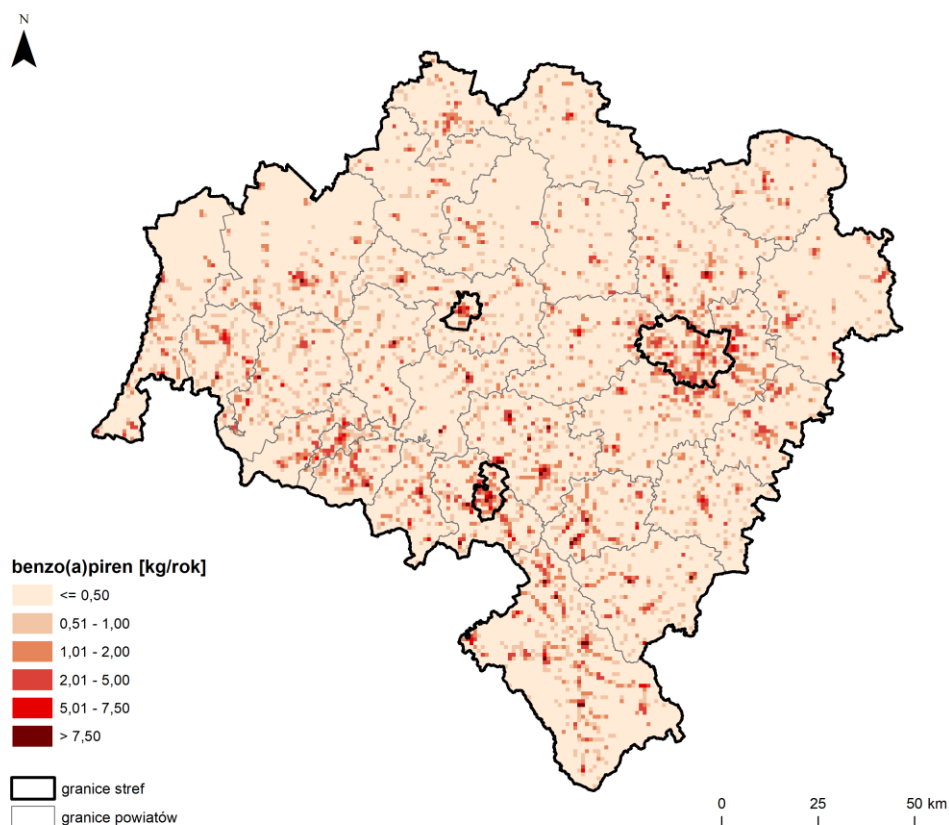 N
benzo(a)piren [kg/rok]
<= 0,50
0,51 - 1,00
1,01 - 2,00
2,01 - 5,00
5,01 - 7,50
> 7,50
granice stref
granice powiatów
0 25 50 km